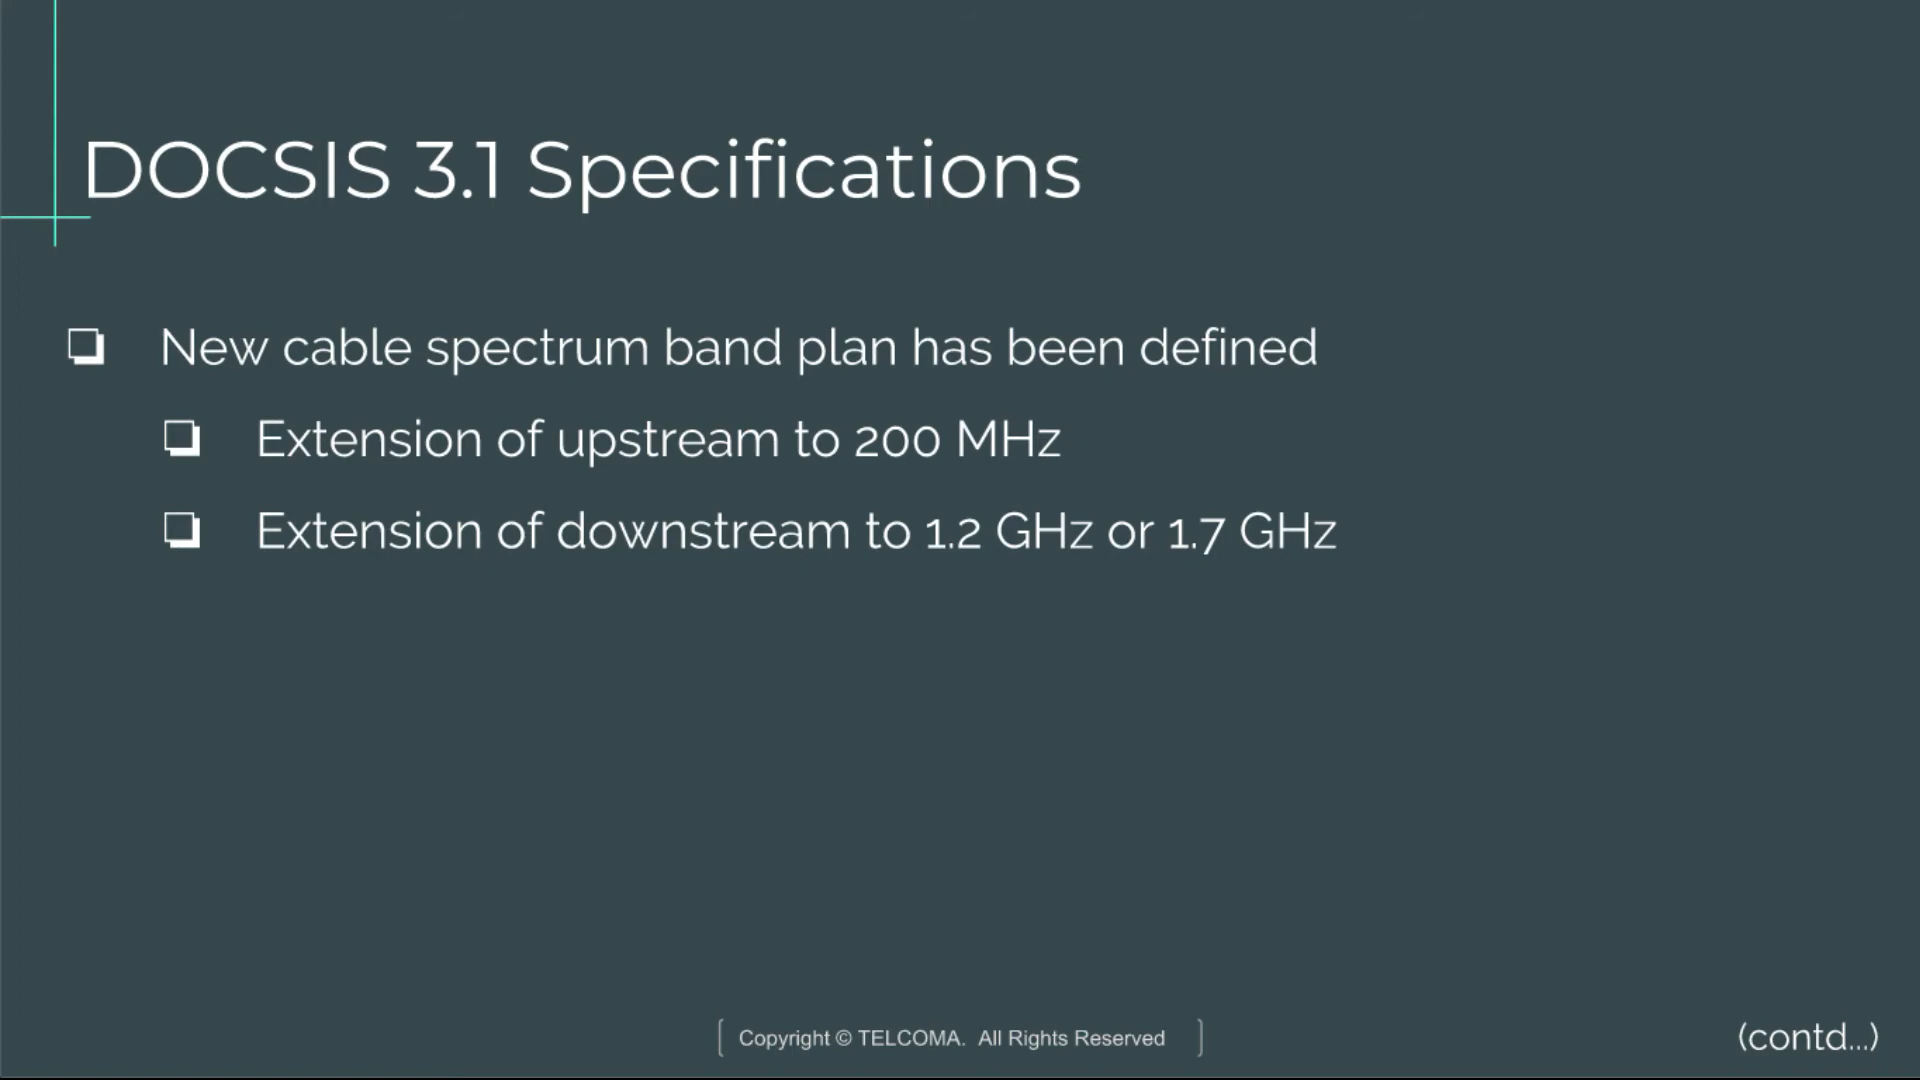 DOCSIS 3.1 Specifications
New cable spectrum band plan has been defined
Extension of upstream to 200 MHz
Extension of downstream to 1.2 GHz or 1.7 GHz
Copyright © TELCOMA. All Rights Reserved
(contd...)